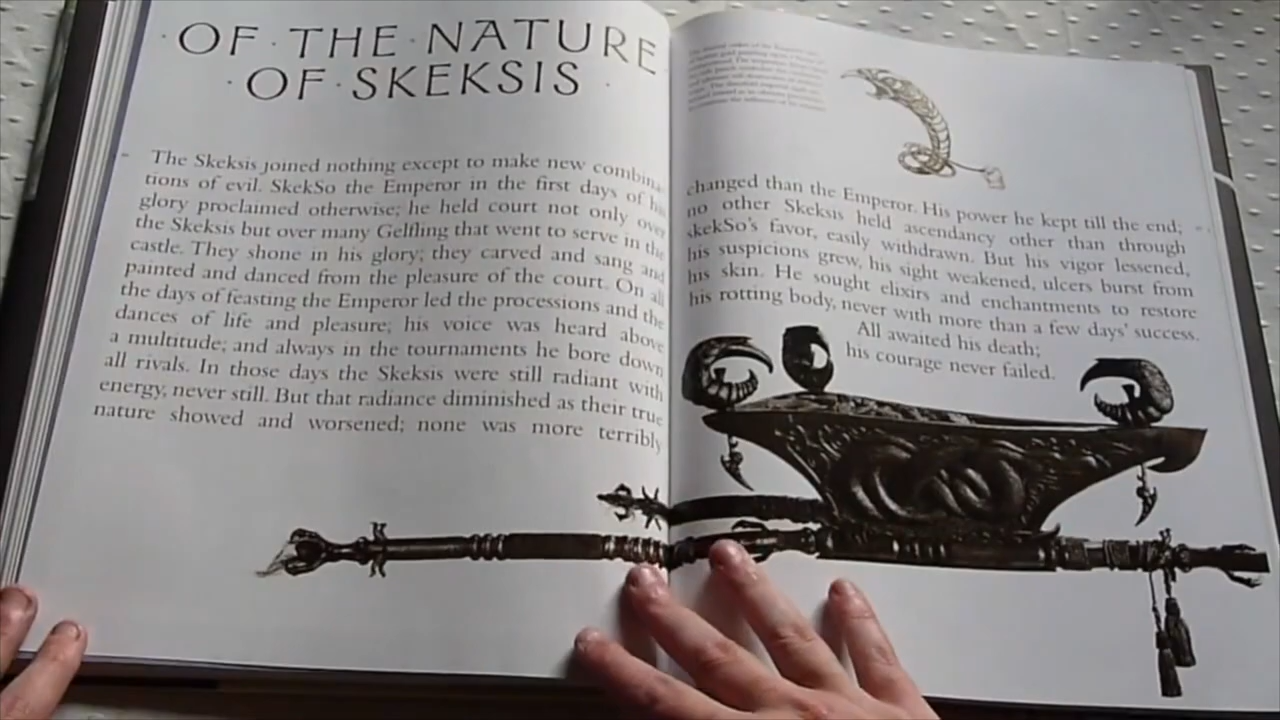 · OF · THE · NATURE ·
· OF · SKEKSIS ·
The Skeksis joined nothing except to make new combina-
tions of evil. SkekSo the Emperor in the first days of his
glory proclaimed otherwise; he held court not only over
the Skeksis but over many Gelfling that went to serve in the
castle. They shone in his glory; they carved and sang and
painted and danced from the pleasure of the court. On all
the days of feasting the Emperor led the processions and the
dances of life and pleasure; his voice was heard above
a multitude; and always in the tournaments he bore down
all rivals. In those days the Skeksis were still radiant with
energy, never still. But that radiance diminished as their true
nature showed and worsened; none was more terribly
changed than the Emperor. His power he kept till the end;
no other Skeksis held ascendancy other than through
skekSo's favor, easily withdrawn. But his vigor lessened,
his suspicions grew, his sight weakened, ulcers burst from
his skin. He sought elixirs and enchantments to restore
his rotting body, never with more than a few days' success.
All awaited his death;
his courage never failed.